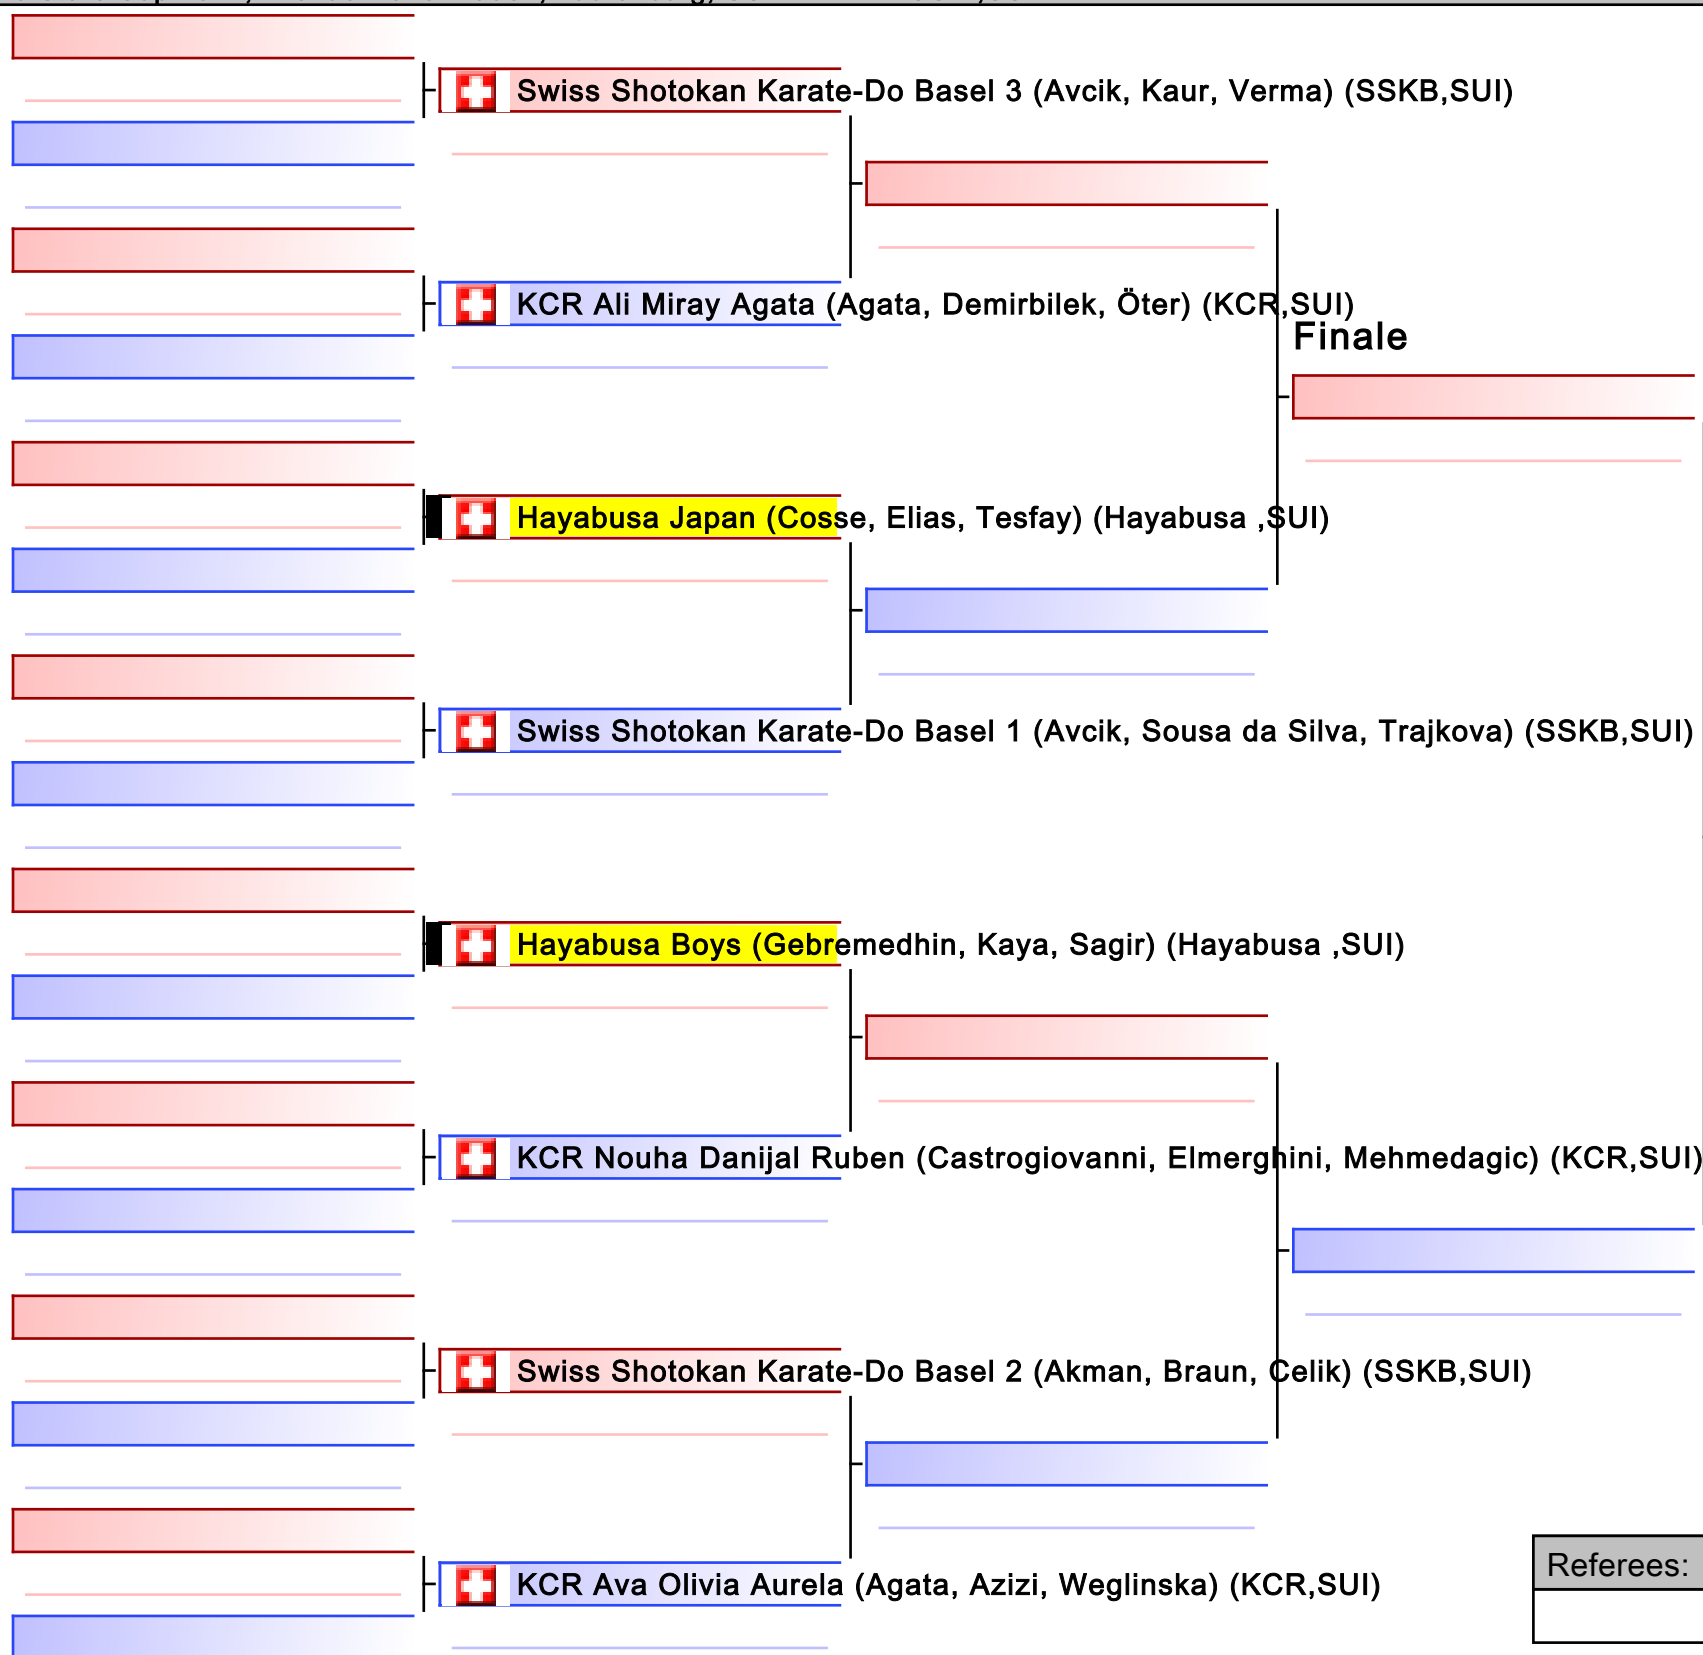 Swiss Shotokan Karate-Do Basel 3 (Avcik, Kaur, Verma) (SSKB,SUI)
KCR Ali Miray Agata (Agata, Demirbilek, Öter) (KCR,SUI)
Finale
Hayabusa Japan (Cosse, Elias, Tesfay) (Hayabusa ,SUI)
Swiss Shotokan Karate-Do Basel 1 (Avcik, Sousa da Silva, Trajkova) (SSKB,SUI)
Hayabusa Boys (Gebremedhin, Kaya, Sagir) (Hayabusa ,SUI)
KCR Nouha Danijal Ruben (Castrogiovanni, Elmerghini, Mehmedagic) (KCR,SUI)
Swiss Shotokan Karate-Do Basel 2 (Akman, Braun, Celik) (SSKB,SUI)
Referees:
KCR Ava Olivia Aurela (Agata, Azizi, Weglinska) (KCR,SUI)